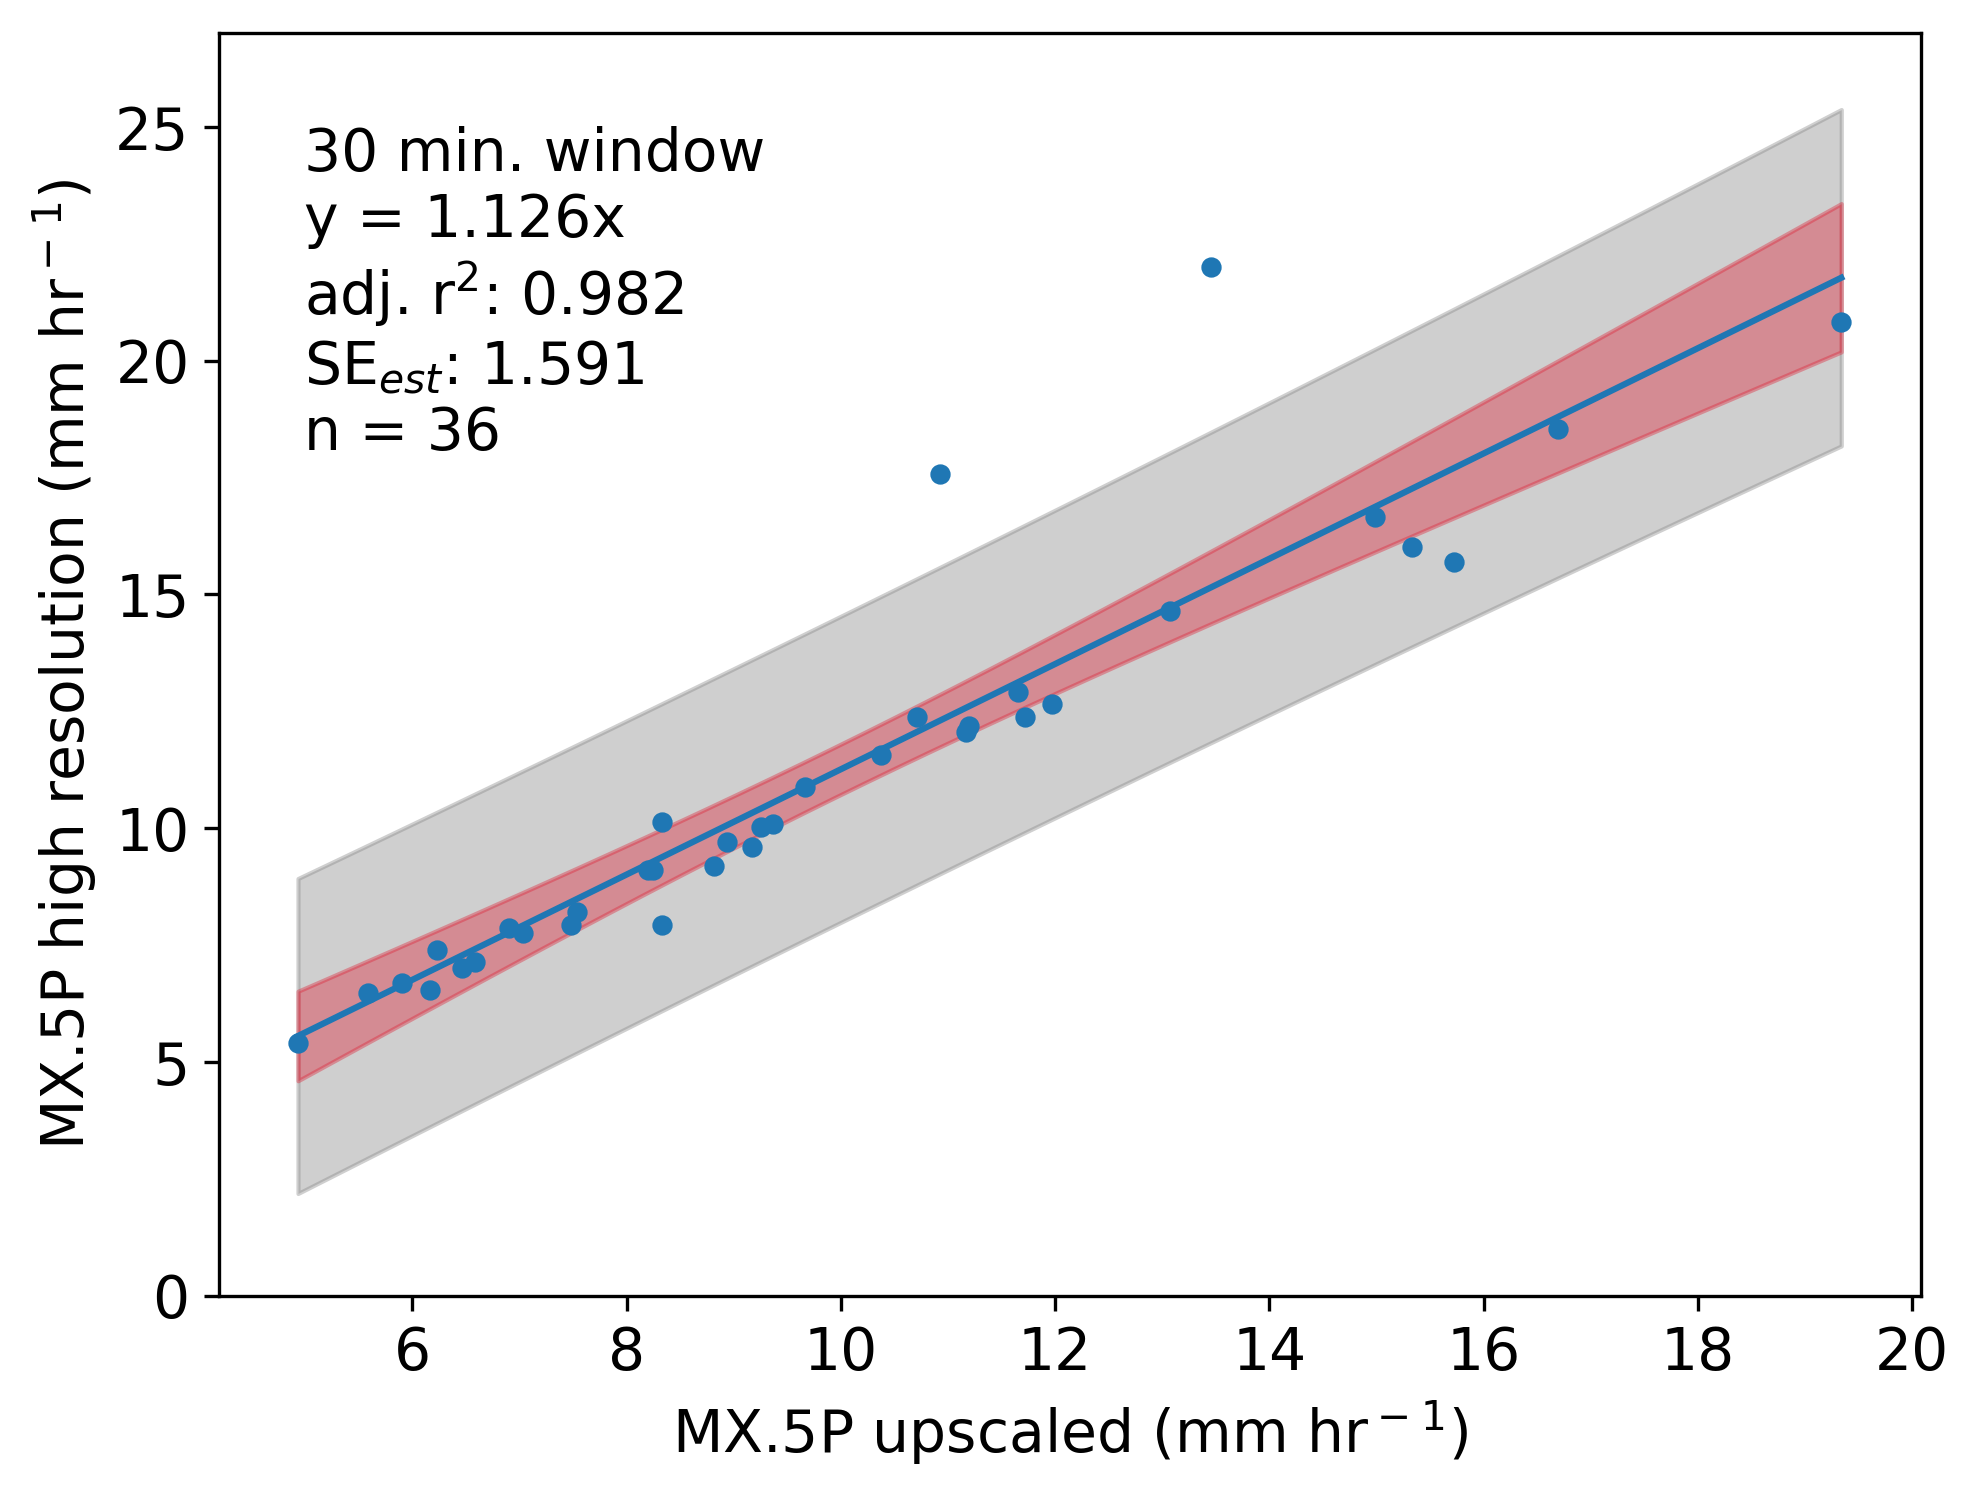 30 min. window
y = 1.126x
adj. r²: 0.982
SEest: 1.591
n = 36
MX.5P high resolution (mm hr⁻¹)
25
20
15
10
5
0
6 8 10 12 14 16 18 20
MX.5P upscaled (mm hr⁻¹)